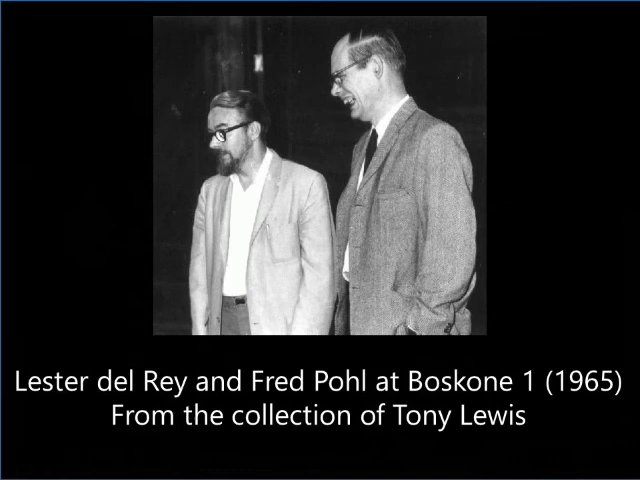 Lester del Rey and Fred Pohl at Boskone 1 (1965)
From the collection of Tony Lewis